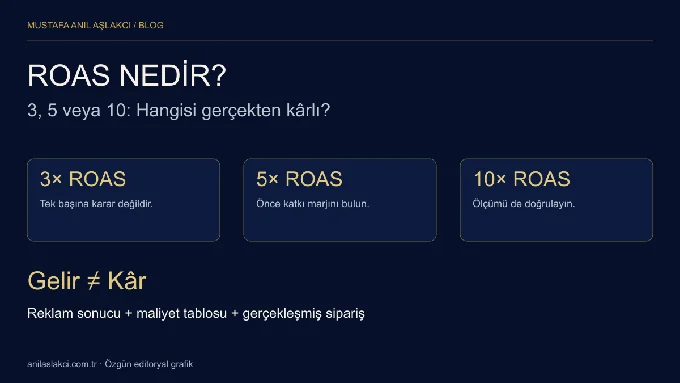 MUSTAFA ANIL AŞLAKCI / BLOG
ROAS NEDİR?
3, 5 veya 10: Hangisi gerçekten kârlı?
3× ROAS
Tek başına karar değildir.
5× ROAS
Önce katkı marjını bulun.
10× ROAS
Ölçümü de doğrulayın.
Gelir ≠ Kâr
Reklam sonucu + maliyet tablosu + gerçekleşmiş sipariş
anilaslakci.com.tr · Özgün editoryal grafik